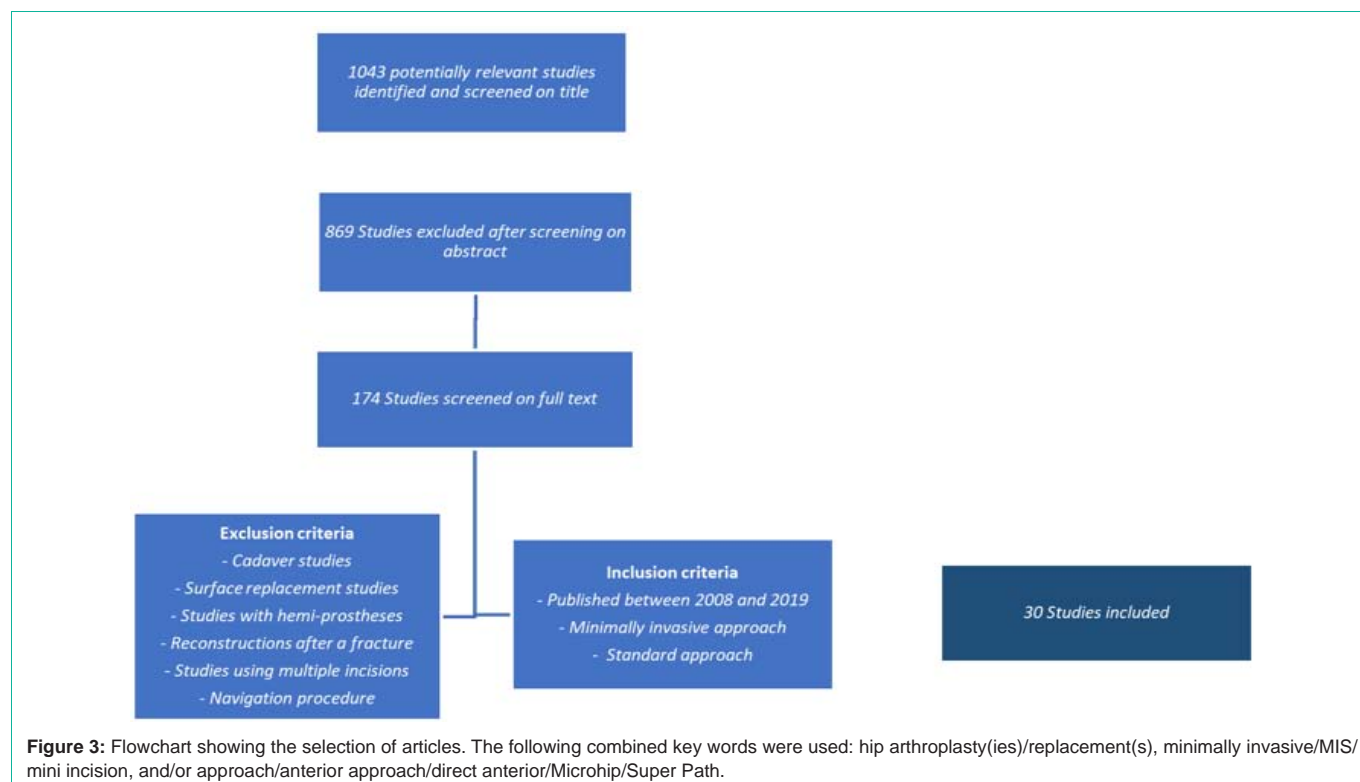 1043 potentially relevant studies
identified and screened on title
869 Studies excluded after screening on
abstract
174 Studies screened on full text
Exclusion criteria
- Cadaver studies
- Surface replacement studies
- Studies with hemi-prostheses
- Reconstructions after a fracture
- Studies using multiple incisions
- Navigation procedure
Inclusion criteria
- Published between 2008 and 2019
- Minimally invasive approach
- Standard approach
30 Studies included
Figure 3: Flowchart showing the selection of articles. The following combined key words were used: hip arthroplasty(ies)/replacement(s), minimally invasive/MIS/
mini incision, and/or approach/anterior approach/direct anterior/Microhip/Super Path.